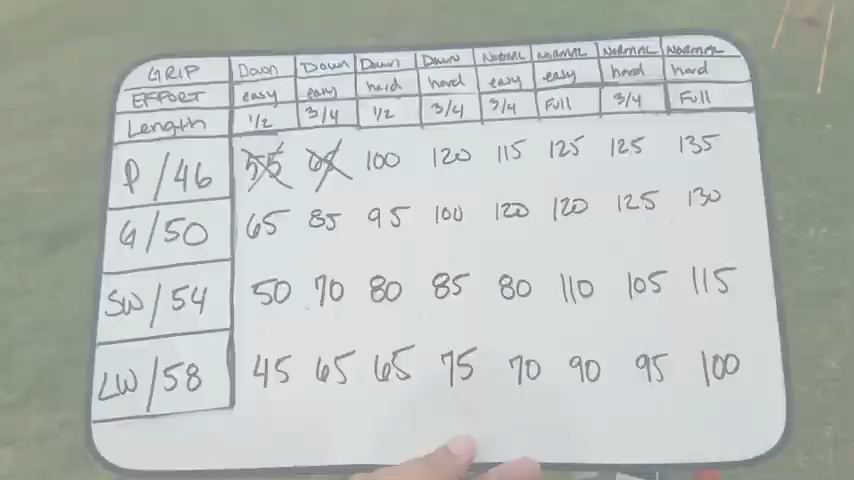 GRIP Down Down Down Down NORMAL NORMAL NORMAL NORMAL
EFFORT easy easy hard hard easy easy hard hard
Length 1/2 3/4 1/2 3/4 3/4 FULL 3/4 FULL
P/46 55 65 100 120 115 125 125 135
G/50 65 85 95 100 120 120 125 130
SW/54 50 70 80 85 80 110 105 115
LW/58 45 65 65 75 70 90 95 100